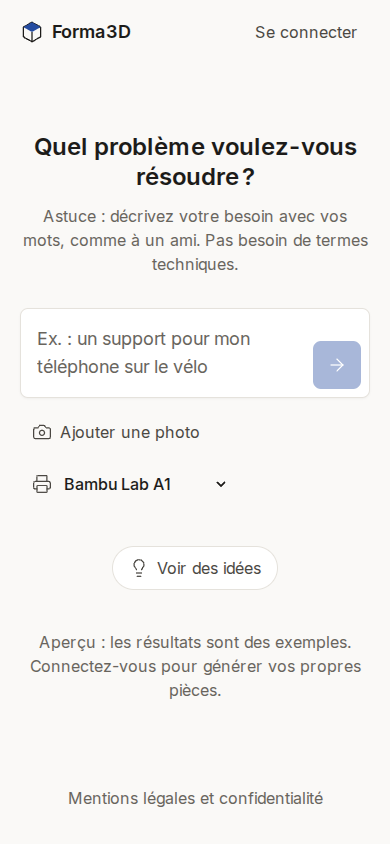 Forma3D
Se connecter
Quel problème voulez-vous
résoudre ?
Astuce : décrivez votre besoin avec vos
mots, comme à un ami. Pas besoin de termes
techniques.
Ex. : un support pour mon
téléphone sur le vélo
Ajouter une photo
Bambu Lab A1
Voir des idées
Aperçu : les résultats sont des exemples.
Connectez-vous pour générer vos propres
pièces.
Mentions légales et confidentialité